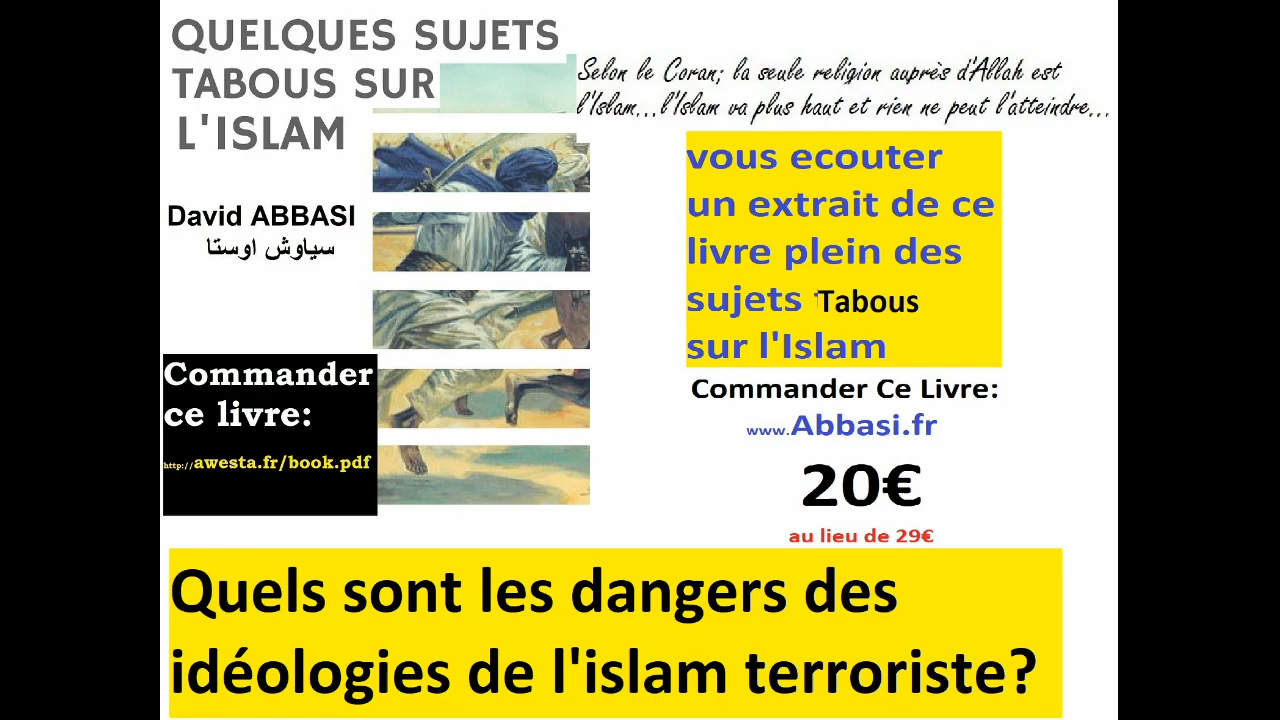 QUELQUES SUJETS
TABOUS SUR
L'ISLAM
Selon le Coran; la seule religion auprès d'Allah est
l'Islam...l'Islam va plus haut et rien ne peut l'atteindre...
David ABBASI
سیاوش اوستا
vous ecouter
un extrait de ce
livre plein des
sujets Tabous
sur l'Islam
Commander
ce livre:
http://awesta.fr/book.pdf
Commander Ce Livre:
www.Abbasi.fr
20€
au lieu de 29€
Quels sont les dangers des
idéologies de l'islam terroriste?